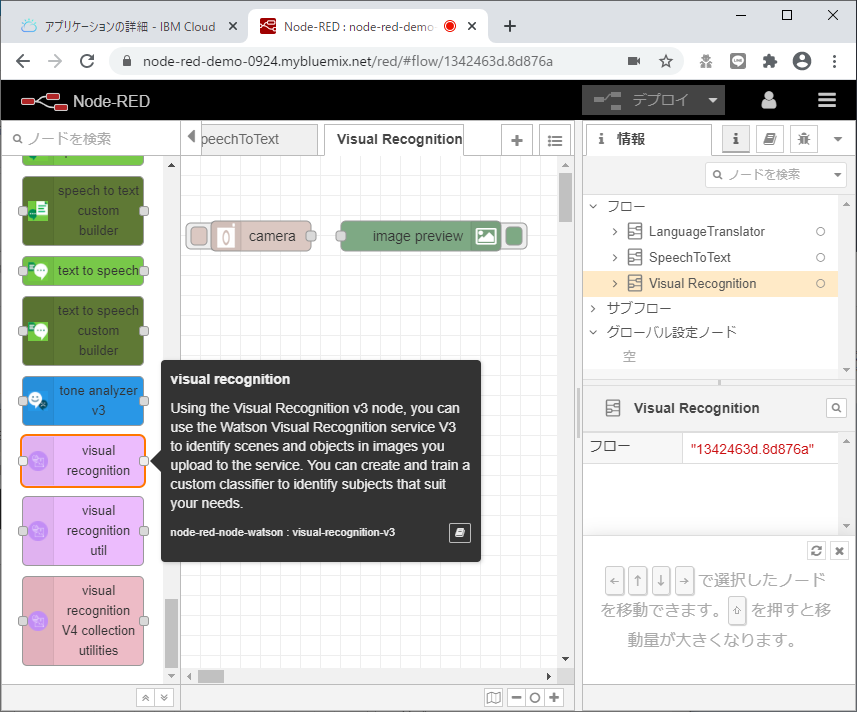 アプリケーションの詳細 - IBM Cloud
Node-RED : node-red-demo
node-red-demo-0924.mybluemix.net/red/#flow/1342463d.8d876a
Node-RED
デプロイ
ノードを検索
peechToText
Visual Recognition
情報
speech to text
custom
builder
text to speech
text to speech
custom
builder
tone analyzer
v3
visual
recognition
visual
recognition
util
visual
recognition
V4 collection
utilities
camera
image preview
visual recognition
Using the Visual Recognition v3 node, you can
use the Watson Visual Recognition service V3
to identify scenes and objects in images you
upload to the service. You can create and train a
custom classifier to identify subjects that suit
your needs.
node-red-node-watson : visual-recognition-v3
ノードを検索
フロー
LanguageTranslator
SpeechToText
Visual Recognition
サブフロー
グローバル設定ノード
空
Visual Recognition
フロー "1342463d.8d876a"
← ↑ ↓ → で選択したノード
を移動できます。⇧ を押すと移
動量が大きくなります。